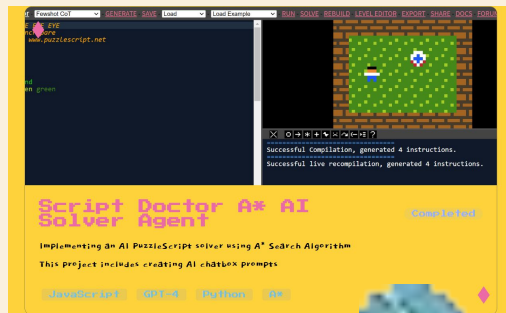 Fewshot CoT GENERATE SAVE Load Load Example RUN SOLVE REBUILD LEVEL EDITOR EXPORT SHARE DOCS FORUM
EYE
www.puzzlescript.net
green
Successful Compilation, generated 4 instructions.
Successful live recompilation, generated 4 instructions.
Script Doctor A* AI
Solver Agent
Completed
Implementing an AI PuzzleScript solver using A* Search Algorithm
This Project includes creating AI chatbox prompts
JavaScript GPT-4 Python A*